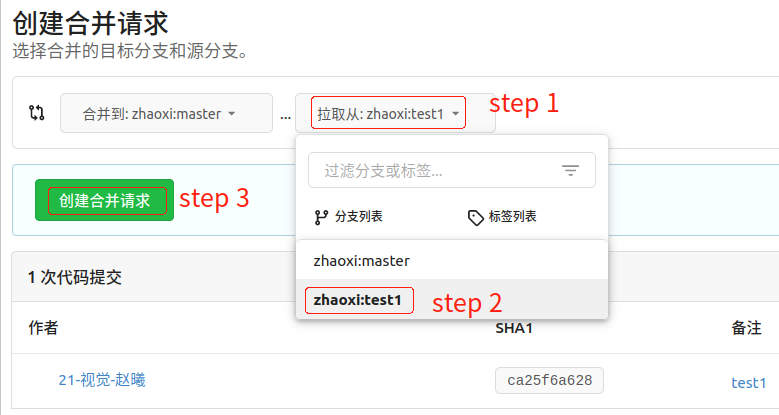 创建合并请求
选择合并的目标分支和源分支。
合并到: zhaoxi:master ... 拉取从: zhaoxi:test1 step 1
过滤分支或标签...
创建合并请求 step 3
分支列表 标签列表
zhaoxi:master
1 次代码提交
zhaoxi:test1 step 2
作者 SHA1 备注
21-视觉-赵曦 ca25f6a628 test1